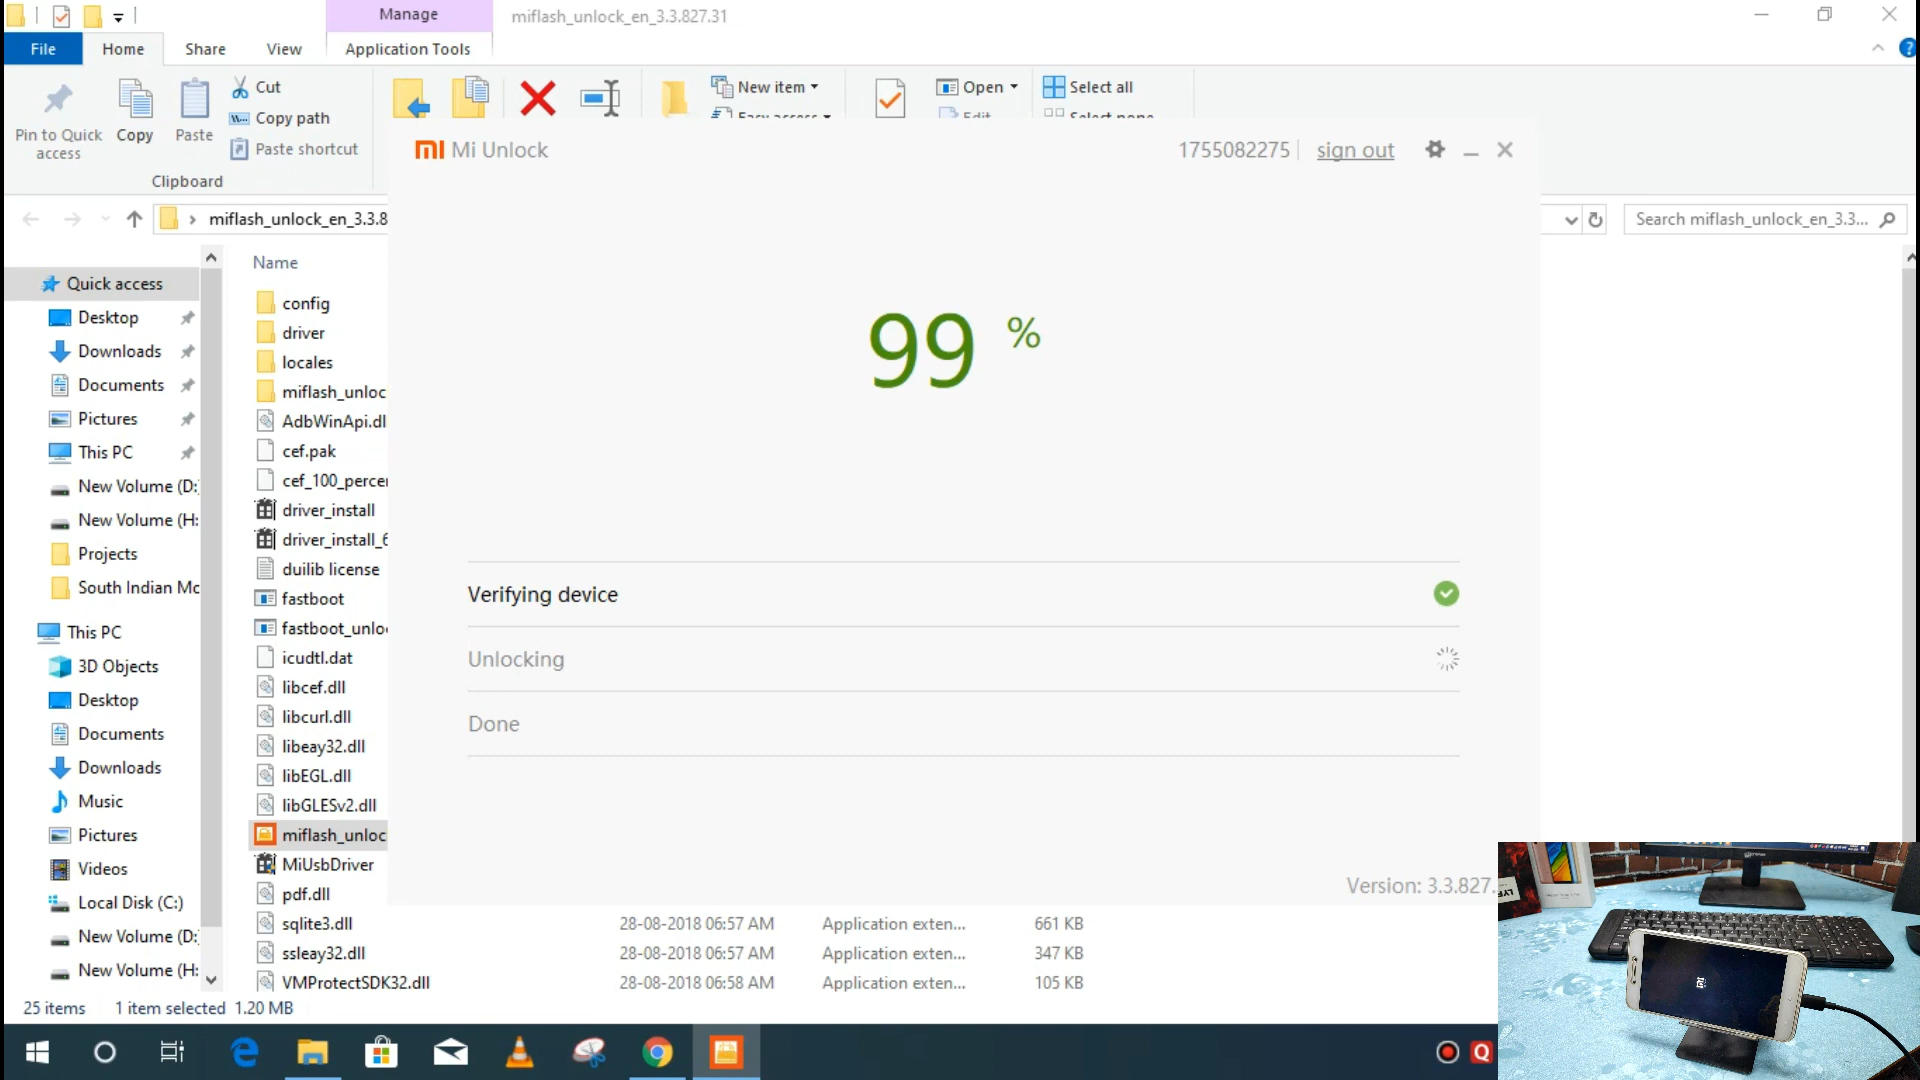 Manage
miflash_unlock_en_3.3.827.31
File
Home
Share
View
Application Tools
Pin to Quick
access
Copy
Paste
Cut
Copy path
Paste shortcut
Clipboard
New item
Easy access
Open
Edit
Select all
Select none
Mi Unlock
1755082275
sign out
miflash_unlock_en_3.3.8
Search miflash_unlock_en_3.3...
Name
Quick access
Desktop
Downloads
Documents
Pictures
This PC
New Volume (D:)
New Volume (H:
Projects
South Indian Mo
This PC
3D Objects
Desktop
Documents
Downloads
Music
Pictures
Videos
Local Disk (C:)
New Volume (D:)
New Volume (H:
config
driver
locales
miflash_unloc
AdbWinApi.dl
cef.pak
cef_100_percen
driver_install
driver_install_6
duilib license
fastboot
fastboot_unlo
icudtl.dat
libcef.dll
libcurl.dll
libeay32.dll
libEGL.dll
libGLESv2.dll
miflash_unloc
MiUsbDriver
pdf.dll
sqlite3.dll 28-08-2018 06:57 AM Application exten... 661 KB
ssleay32.dll 28-08-2018 06:57 AM Application exten... 347 KB
VMProtectSDK32.dll 28-08-2018 06:58 AM Application exten... 105 KB
99 %
Verifying device
Unlocking
Done
Version: 3.3.827.
25 items 1 item selected 1.20 MB